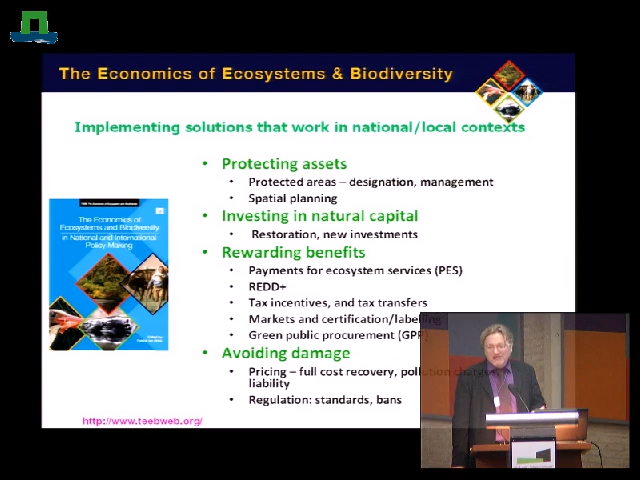 The Economics of Ecosystems & Biodiversity
Implementing solutions that work in national/local contexts
• Protecting assets
• Protected areas – designation, management
• Spatial planning
• Investing in natural capital
• Restoration, new investments
• Rewarding benefits
• Payments for ecosystem services (PES)
• REDD+
• Tax incentives, and tax transfers
• Markets and certification/labelling
• Green public procurement (GPP)
• Avoiding damage
• Pricing – full cost recovery, pollution charges,
liability
• Regulation: standards, bans
The Economics of
Ecosystems and Biodiversity
in National and International
Policy Making
http://www.teebweb.org/